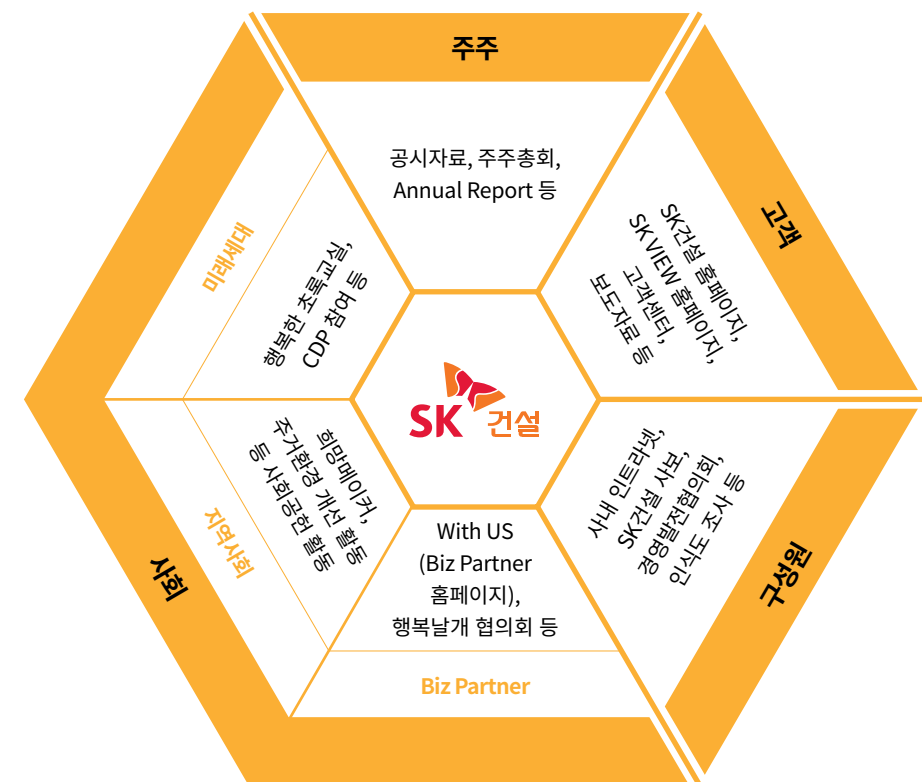 주주
공시자료, 주주총회,
Annual Report 등
고객
SK건설 홈페이지,
SK VIEW 홈페이지,
고객센터,
보도자료 등
미래세대
행복한 초록교실,
CDP 참여 등
SK 건설
사회
지역사회
희망메이커,
주거환경 개선 활동
등 사회공헌 활동
With US
(Biz Partner
홈페이지),
행복날개 협의회 등
Biz Partner
사내 인트라넷,
SK건설 사보,
경영발전협의회,
인식도 조사 등
구성원